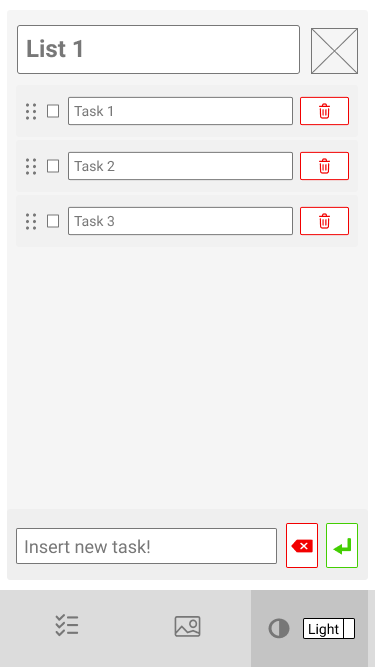 List 1
Task 1
Task 2
Task 3
Insert new task!
Light